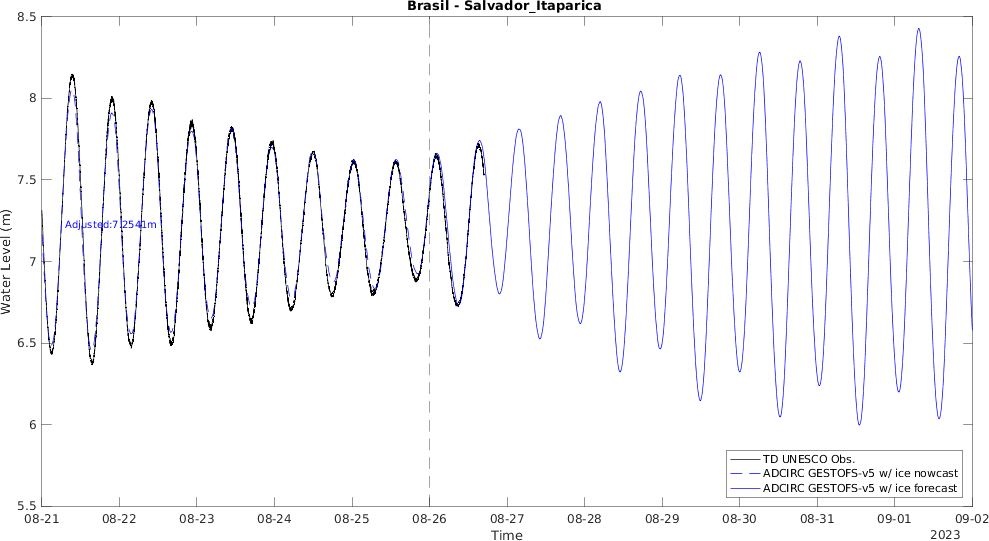 Brasil - Salvador_Itaparica
8.5
8
7.5
7
6.5
6
5.5
Water Level (m)
Adjusted:7.2541m
TD UNESCO Obs.
ADCIRC GESTOFS-v5 w/ ice nowcast
ADCIRC GESTOFS-v5 w/ ice forecast
08-21 08-22 08-23 08-24 08-25 08-26 08-27 08-28 08-29 08-30 08-31 09-01 09-02
Time
2023